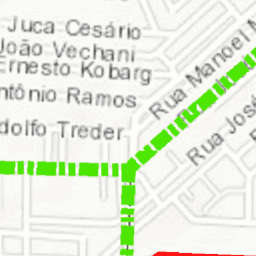 Juca Cesário
João Vechani
Ernesto Kobarg
ntônio Ramos
dolfo Treder
Rua Manoel M
Rua José